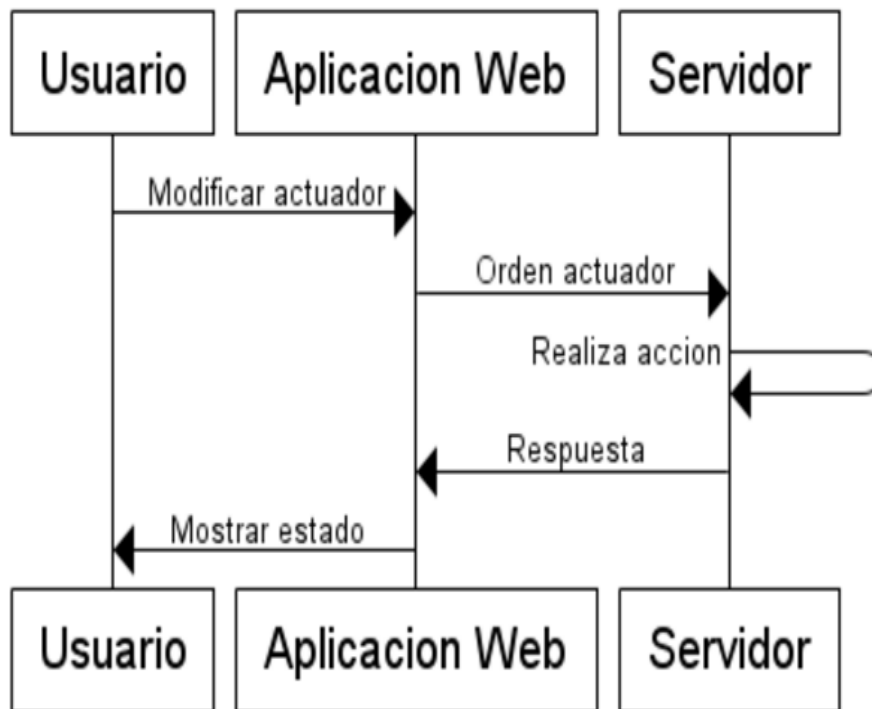 Usuario
Aplicacion Web
Servidor
Modificar actuador
Orden actuador
Realiza accion
Respuesta
Mostrar estado
Usuario
Aplicacion Web
Servidor